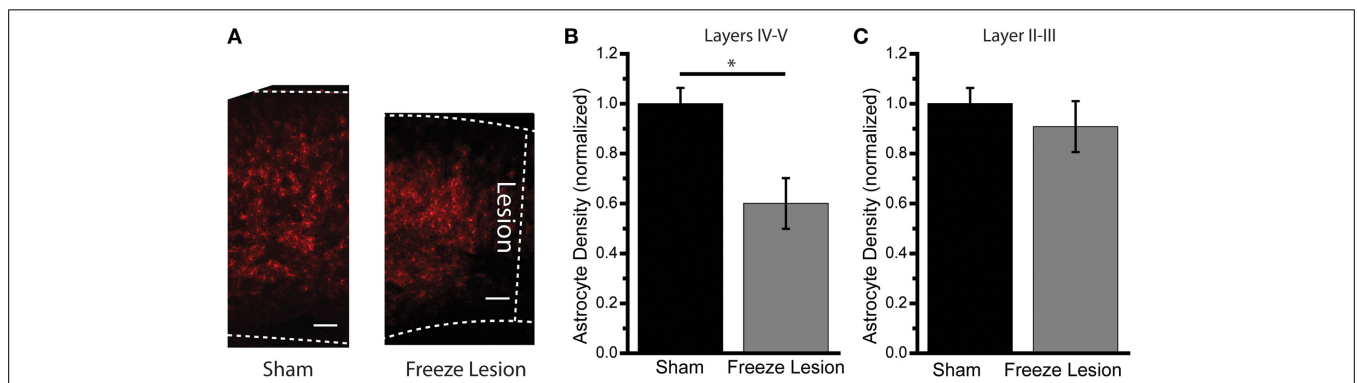 A
Lesion
Sham
Freeze Lesion
B
Layers IV-V
Astrocyte Density (normalized)
1.2
*
1.0
0.8
0.6
0.4
0.2
0.0
Sham
Freeze Lesion
C
Layer II-III
Astrocyte Density (normalized)
1.2
1.0
0.8
0.6
0.4
0.2
0.0
Sham
Freeze Lesion